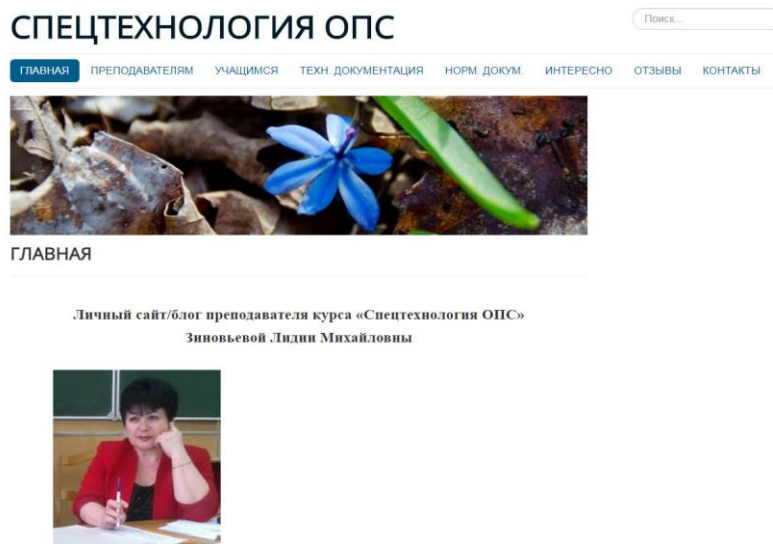 СПЕЦТЕХНОЛОГИЯ ОПС
Поиск...
ГЛАВНАЯ ПРЕПОДАВАТЕЛЯМ УЧАЩИМСЯ ТЕХН. ДОКУМЕНТАЦИЯ НОРМ. ДОКУМ. ИНТЕРЕСНО ОТЗЫВЫ КОНТАКТЫ
ГЛАВНАЯ
Личный сайт/блог преподавателя курса «Спецтехнология ОПС»
Зиновьевой Лидии Михайловны